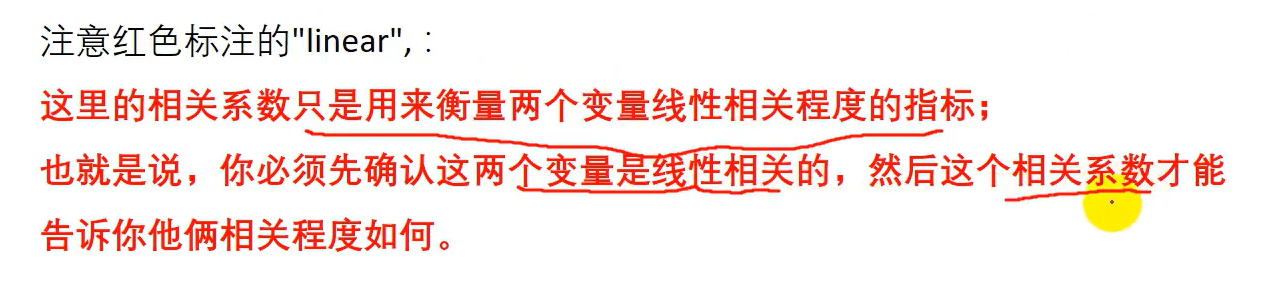 注意红色标注的"linear",：
这里的相关系数只是用来衡量两个变量线性相关程度的指标；
也就是说，你必须先确认这两个变量是线性相关的，然后这个相关系数才能
告诉你他俩相关程度如何。